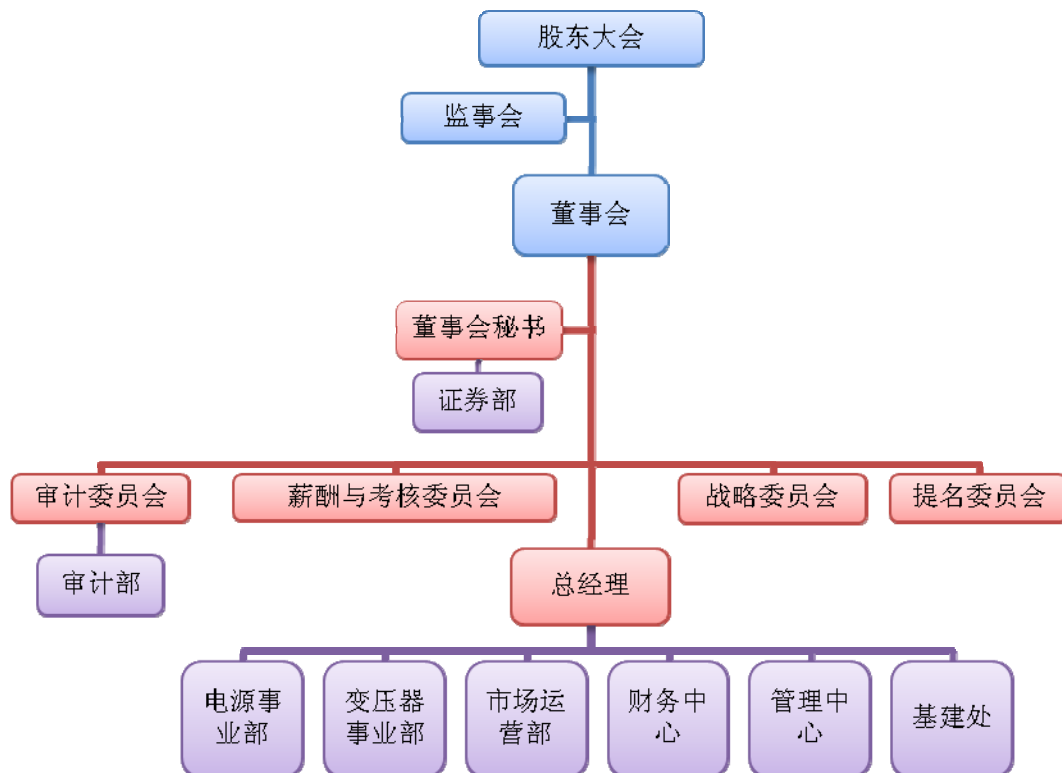 股东大会
监事会
董事会
董事会秘书
证券部
审计委员会
薪酬与考核委员会
战略委员会
提名委员会
审计部
总经理
电源事
业部
变压器
事业部
市场运
营部
财务中
心
管理中
心
基建处